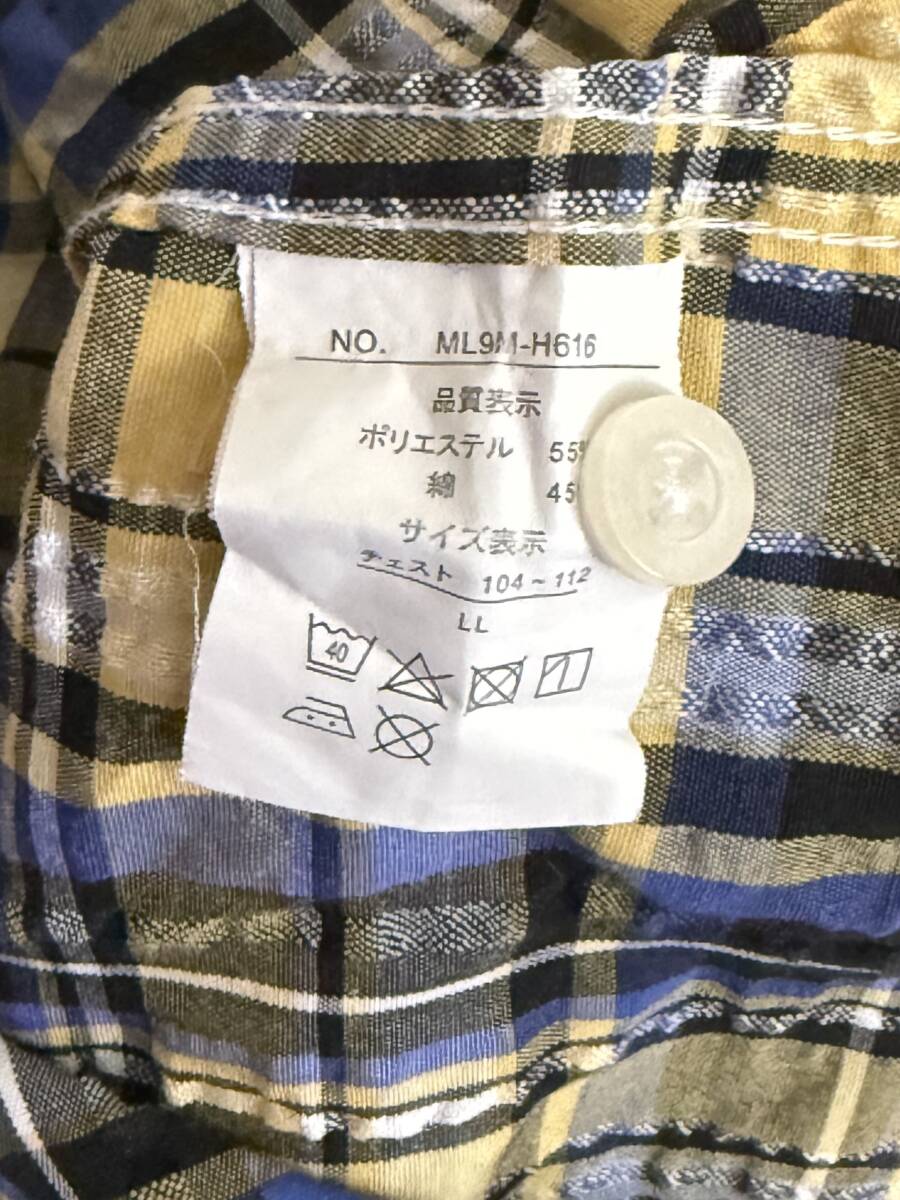 NO. ML9M-H616
品質表示
ポリエステル 55%
綿 45
サイズ表示
チェスト 104~112
LL
40